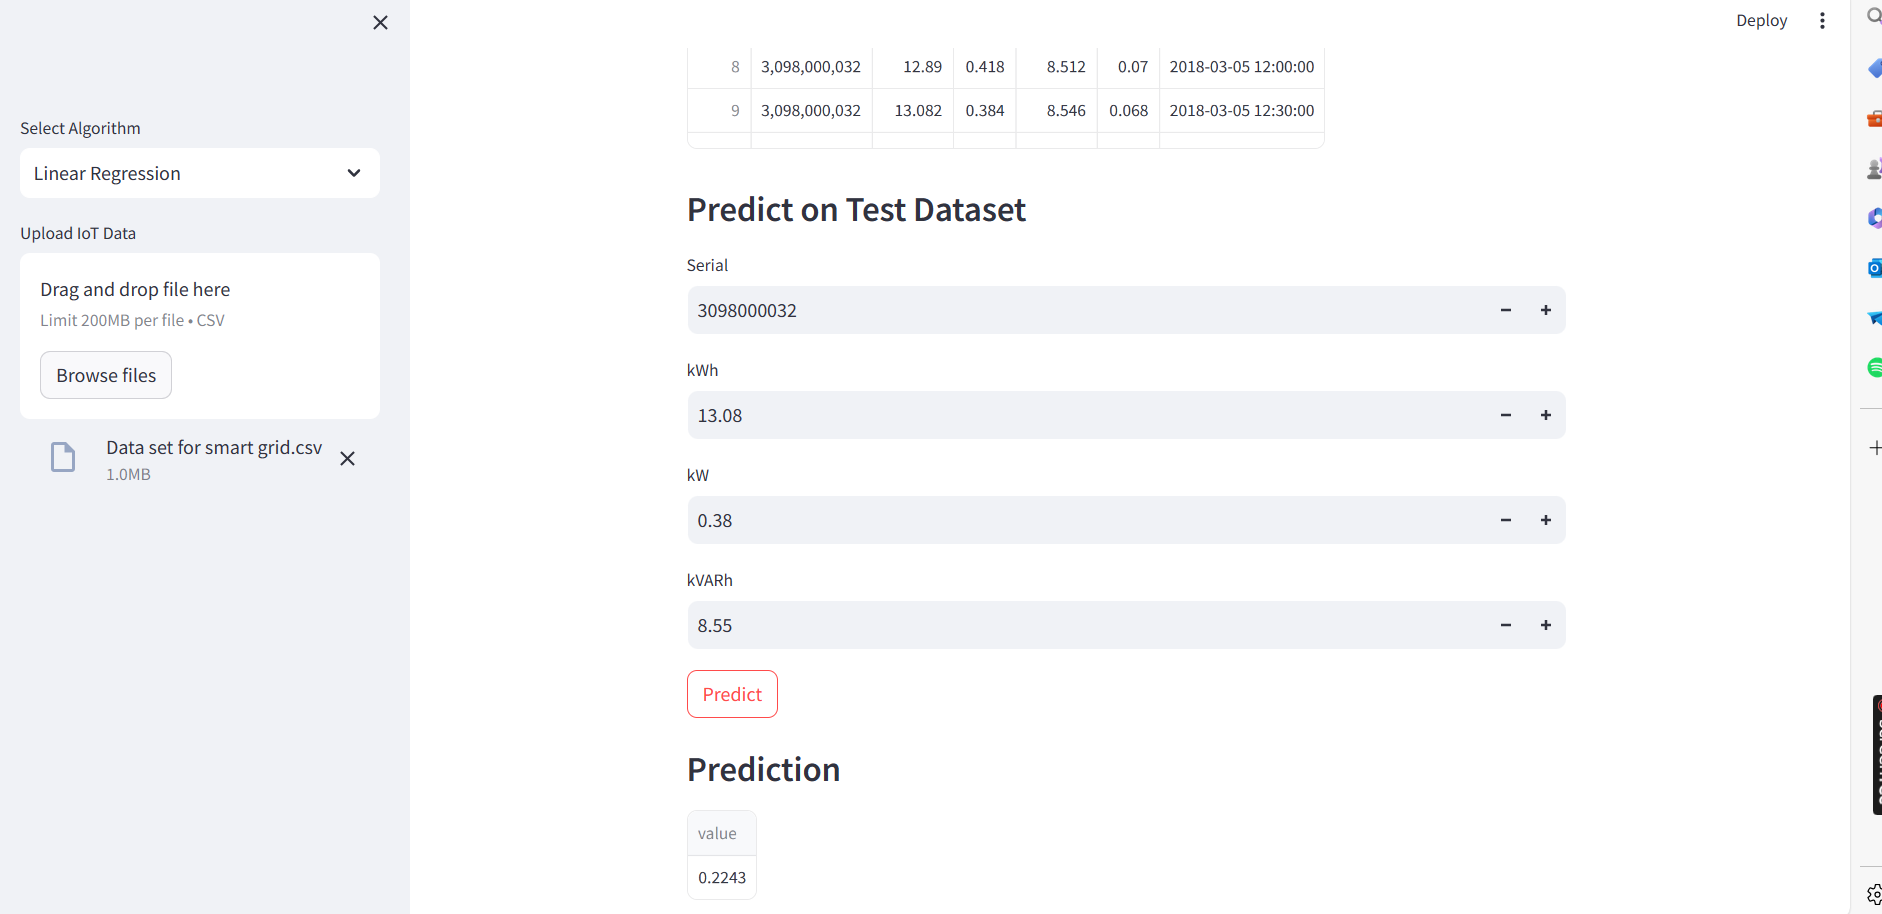 Deploy
8 3,098,000,032 12.89 0.418 8.512 0.07 2018-03-05 12:00:00
9 3,098,000,032 13.082 0.384 8.546 0.068 2018-03-05 12:30:00
Select Algorithm
Linear Regression
Upload IoT Data
Drag and drop file here
Limit 200MB per file • CSV
Browse files
Data set for smart grid.csv
1.0MB
Predict on Test Dataset
Serial
3098000032
kWh
13.08
kW
0.38
kVARh
8.55
Predict
Prediction
value
0.2243